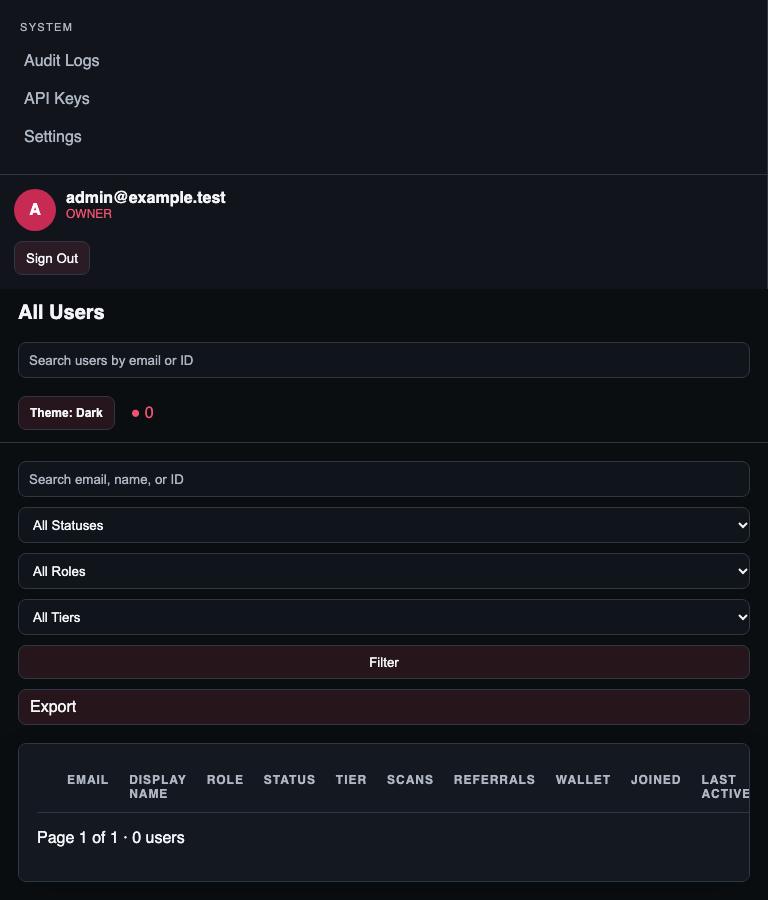 SYSTEM
Audit Logs
API Keys
Settings
A
admin@example.test
OWNER
Sign Out
All Users
Search users by email or ID
Theme: Dark
0
Search email, name, or ID
All Statuses
All Roles
All Tiers
Filter
Export
EMAIL DISPLAY NAME ROLE STATUS TIER SCANS REFERRALS WALLET JOINED LAST ACTIVE
Page 1 of 1 · 0 users